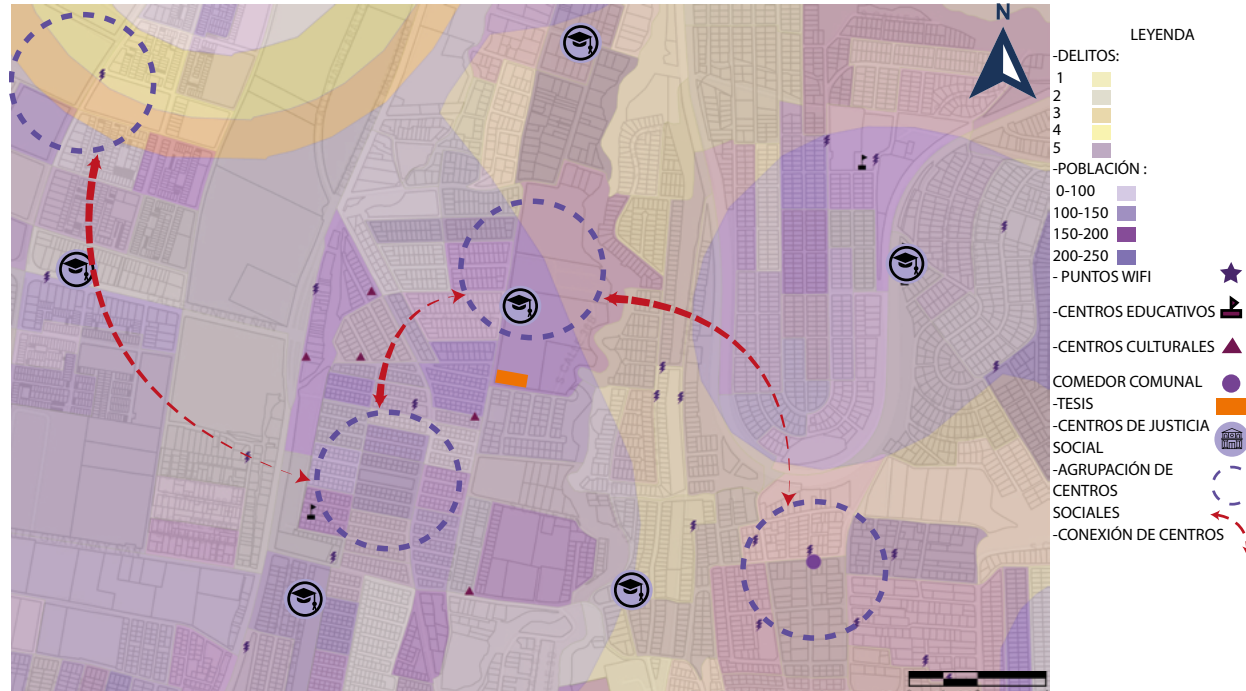 N
LEYENDA
-DELITOS:
1
2
3
4
5
-POBLACIÓN :
0-100
100-150
150-200
200-250
- PUNTOS WIFI
-CENTROS EDUCATIVOS
-CENTROS CULTURALES
COMEDOR COMUNAL
-TESIS
-CENTROS DE JUSTICIA
SOCIAL
-AGRUPACIÓN DE
CENTROS
SOCIALES
-CONEXIÓN DE CENTROS